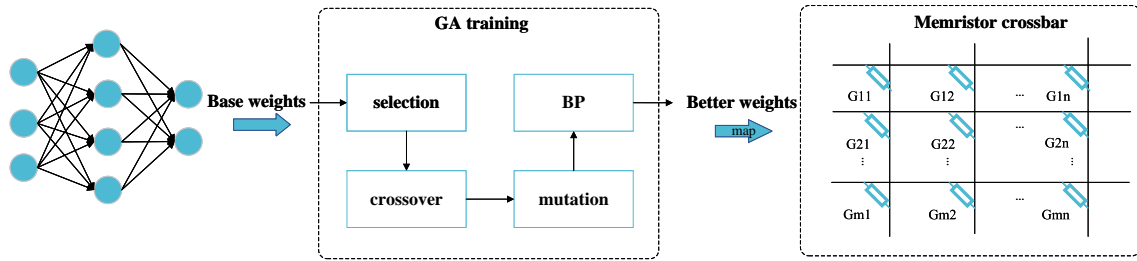 GA training
Memristor crossbar
Base weights
selection
BP
crossover
mutation
Better weights
map
G11 G12 ... G1n
G21 G22 ... G2n
⋮ ⋮ ⋮
Gm1 Gm2 ... Gmn